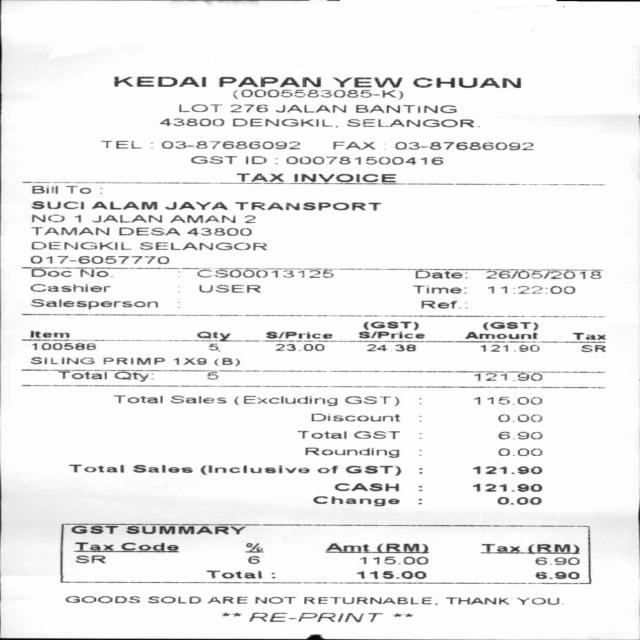 KEDAI PAPAN YEW CHUAN
(0005583085-K)
LOT 276 JALAN BANTING
43800 DENGKIL, SELANGOR.
TEL : 03-87686092 FAX : 03-87686092
GST ID : 000781500416
TAX INVOICE
Bill To :
SUCI ALAM JAYA TRANSPORT
NO 1 JALAN AMAN 2
TAMAN DESA 43800
DENGKIL SELANGOR
017-6057770
Doc No. : CS00013125 Date: 26/05/2018
Cashier : USER Time: 11:22:00
Salesperson : Ref.:
(GST) (GST)
Item Qty S/Price S/Price Amount Tax
100588 5 23.00 24.38 121.90 SR
SILING PRIMP 1X9 (B)
Total Qty: 5 121.90
Total Sales (Excluding GST) : 115.00
Discount : 0.00
Total GST : 6.90
Rounding : 0.00
Total Sales (Inclusive of GST) : 121.90
CASH : 121.90
Change : 0.00
GST SUMMARY
Tax Code % Amt (RM) Tax (RM)
SR 6 115.00 6.90
Total : 115.00 6.90
GOODS SOLD ARE NOT RETURNABLE, THANK YOU.
** RE-PRINT **